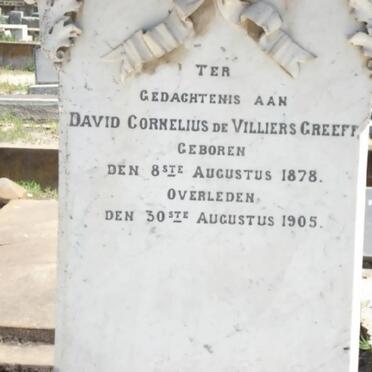 TER
GEDACHTENIS AAN
DAVID CORNELIUS DE VILLIERS GREEFF
GEBOREN
DEN 8STE AUGUSTUS 1878.
OVERLEDEN
DEN 30STE AUGUSTUS 1905.